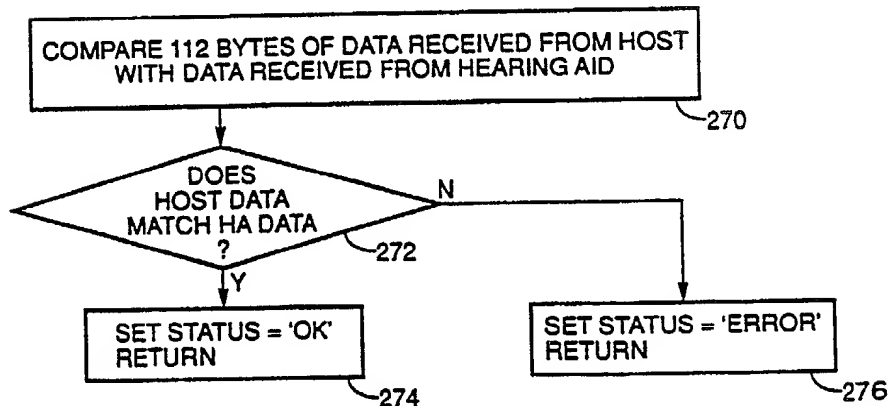 COMPARE 112 BYTES OF DATA RECEIVED FROM HOST
WITH DATA RECEIVED FROM HEARING AID
270
DOES
HOST DATA
MATCH HA DATA
?
N
272
Y
SET STATUS = 'OK'
RETURN
274
SET STATUS = 'ERROR'
RETURN
276